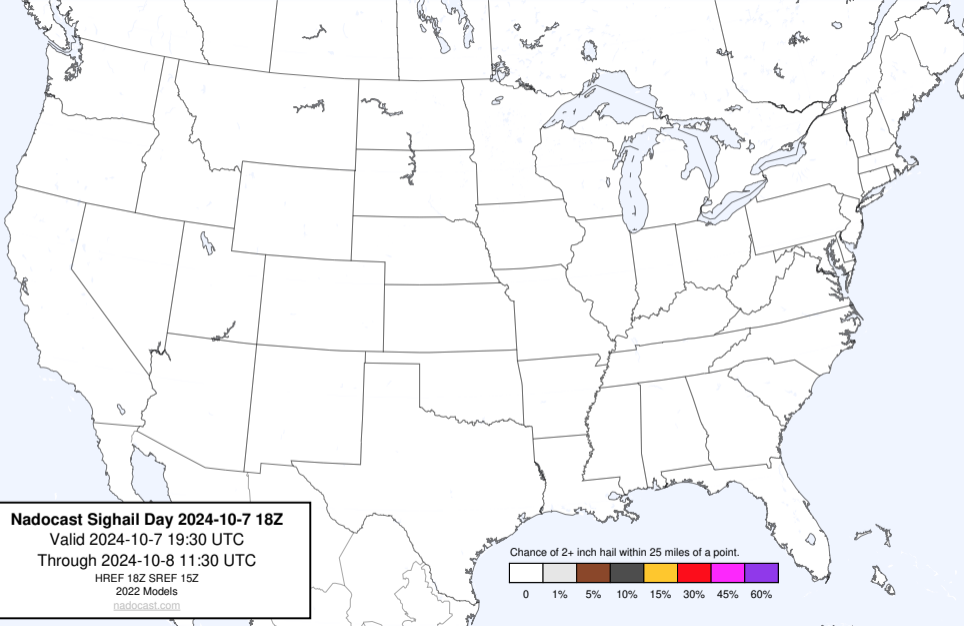 Nadocast Sighail Day 2024-10-7 18Z
Valid 2024-10-7 19:30 UTC
Through 2024-10-8 11:30 UTC
HREF 18Z SREF 15Z
2022 Models
nadocast.com
Chance of 2+ inch hail within 25 miles of a point.
0 1% 5% 10% 15% 30% 45% 60%